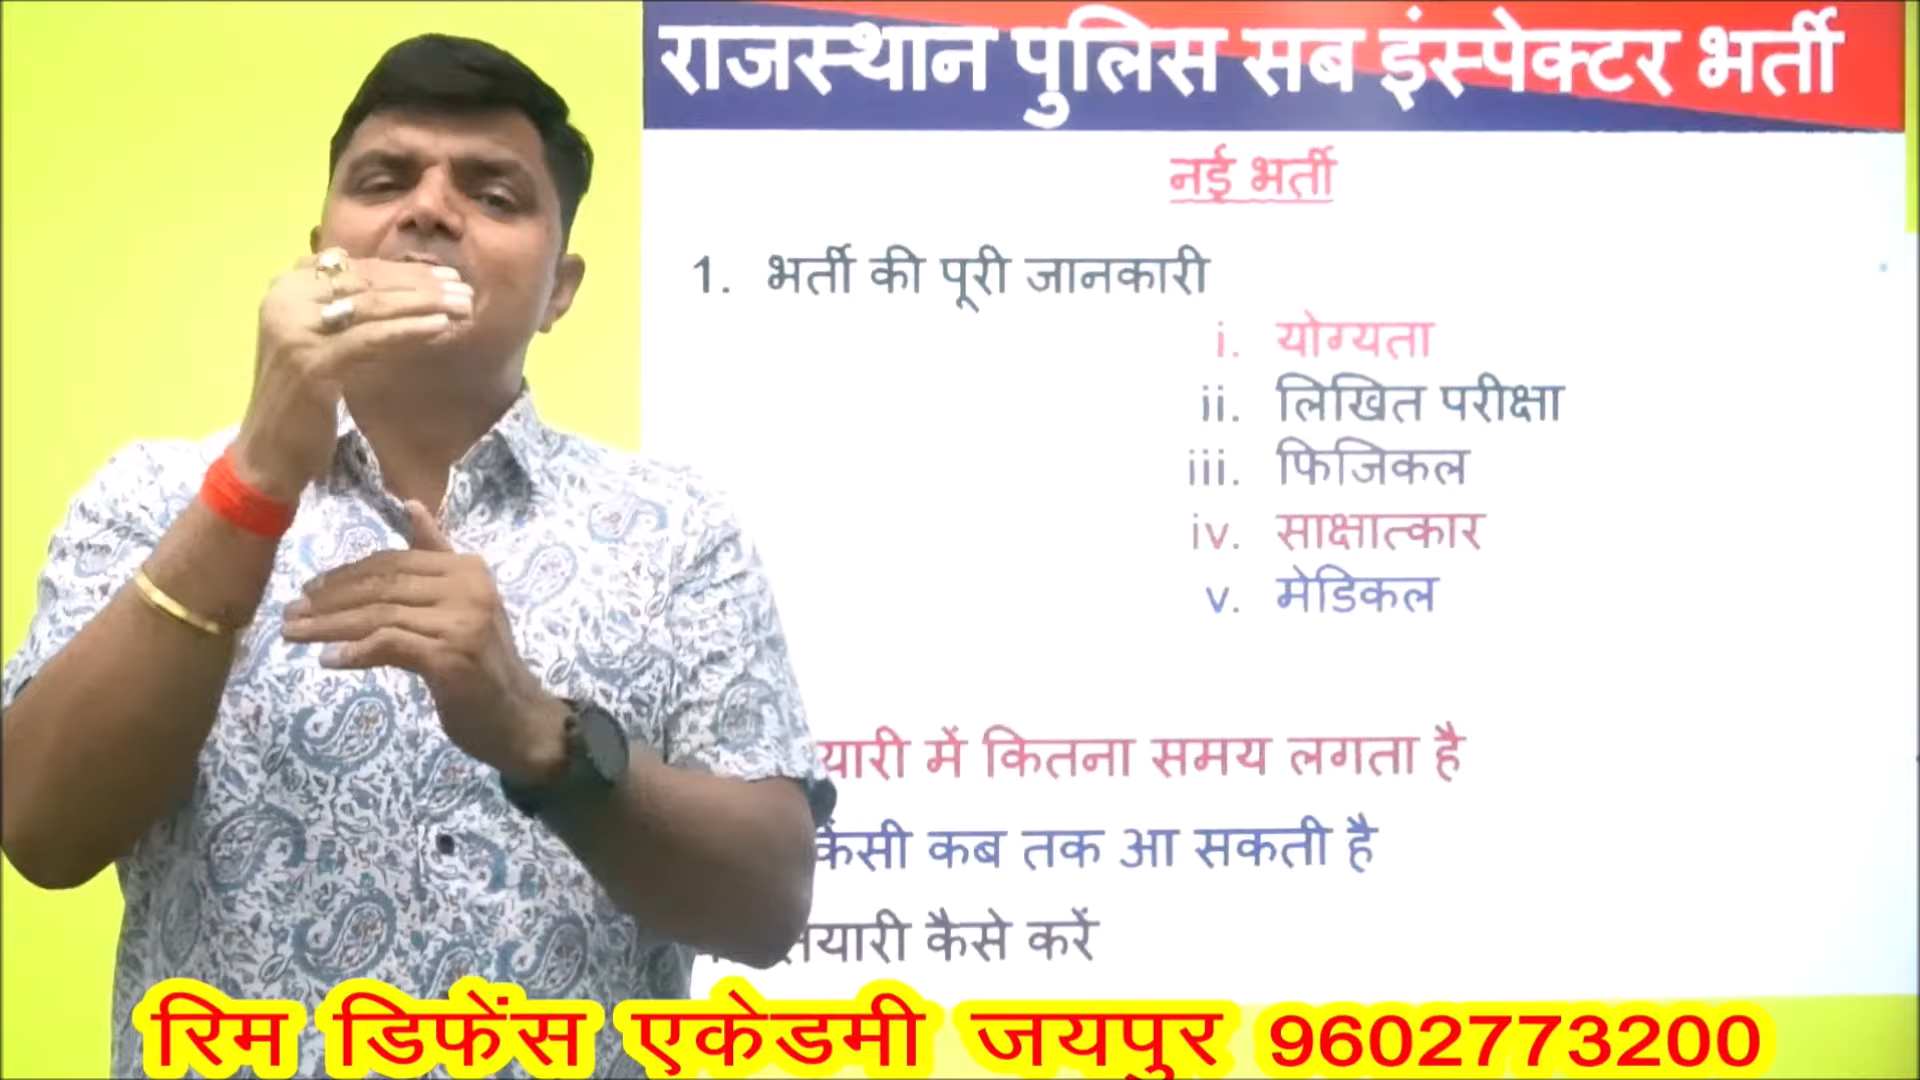 राजस्थान पुलिस सब इंस्पेक्टर भर्ती
नई भर्ती
1. भर्ती की पूरी जानकारी
i. योग्यता
ii. लिखित परीक्षा
iii. फिजिकल
iv. साक्षात्कार
v. मेडिकल
में कितना समय लगता है
कब तक आ सकती है
कैसे करें
रिम डिफेंस एकेडमी जयपुर 9602773200